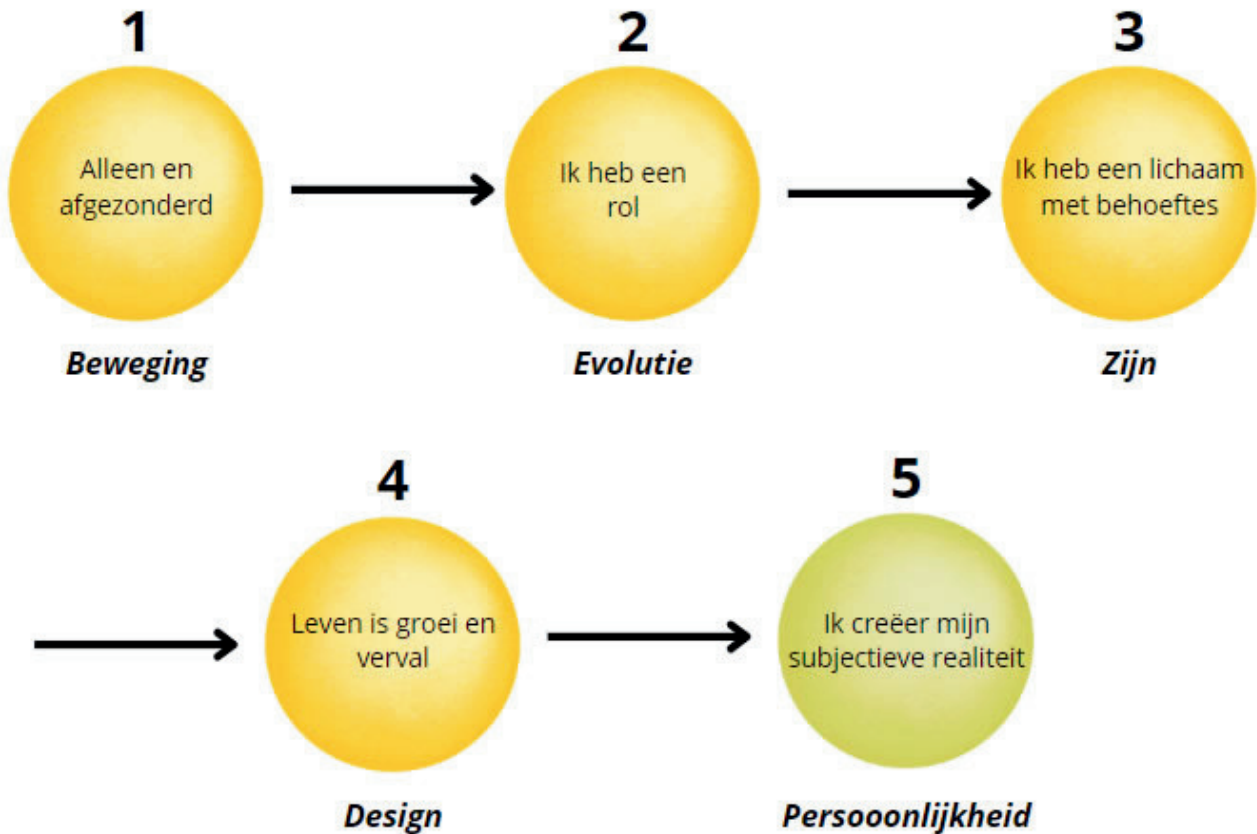 1
2
3
Alleen en
afgezonderd
Ik heb een
rol
Ik heb een lichaam
met behoeftes
Beweging
Evolutie
Zijn
4
5
Leven is groei en
verval
Ik creëer mijn
subjectieve realiteit
Design
Persooonlijkheid